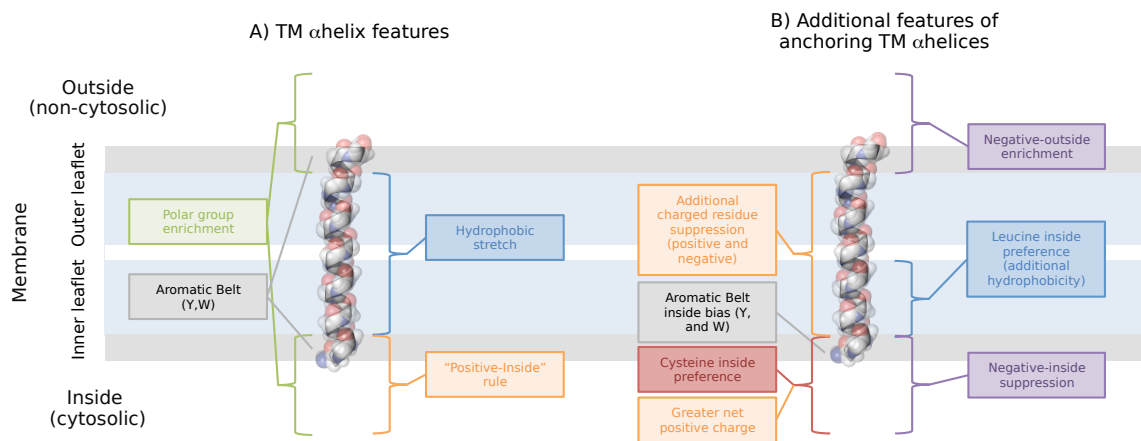 A) TM αhelix features
B) Additional features of
anchoring TM αhelices
Outside
(non-cytosolic)
Membrane
Outer leaflet
Inner leaflet
Inside
(cytosolic)
Polar group
enrichment
Aromatic Belt
(Y,W)
Hydrophobic
stretch
“Positive-Inside”
rule
Additional
charged residue
suppression
(positive and
negative)
Aromatic Belt
inside bias (Y,
and W)
Cysteine inside
preference
Greater net
positive charge
Negative-outside
enrichment
Leucine inside
preference
(additional
hydrophobicity)
Negative-inside
suppression